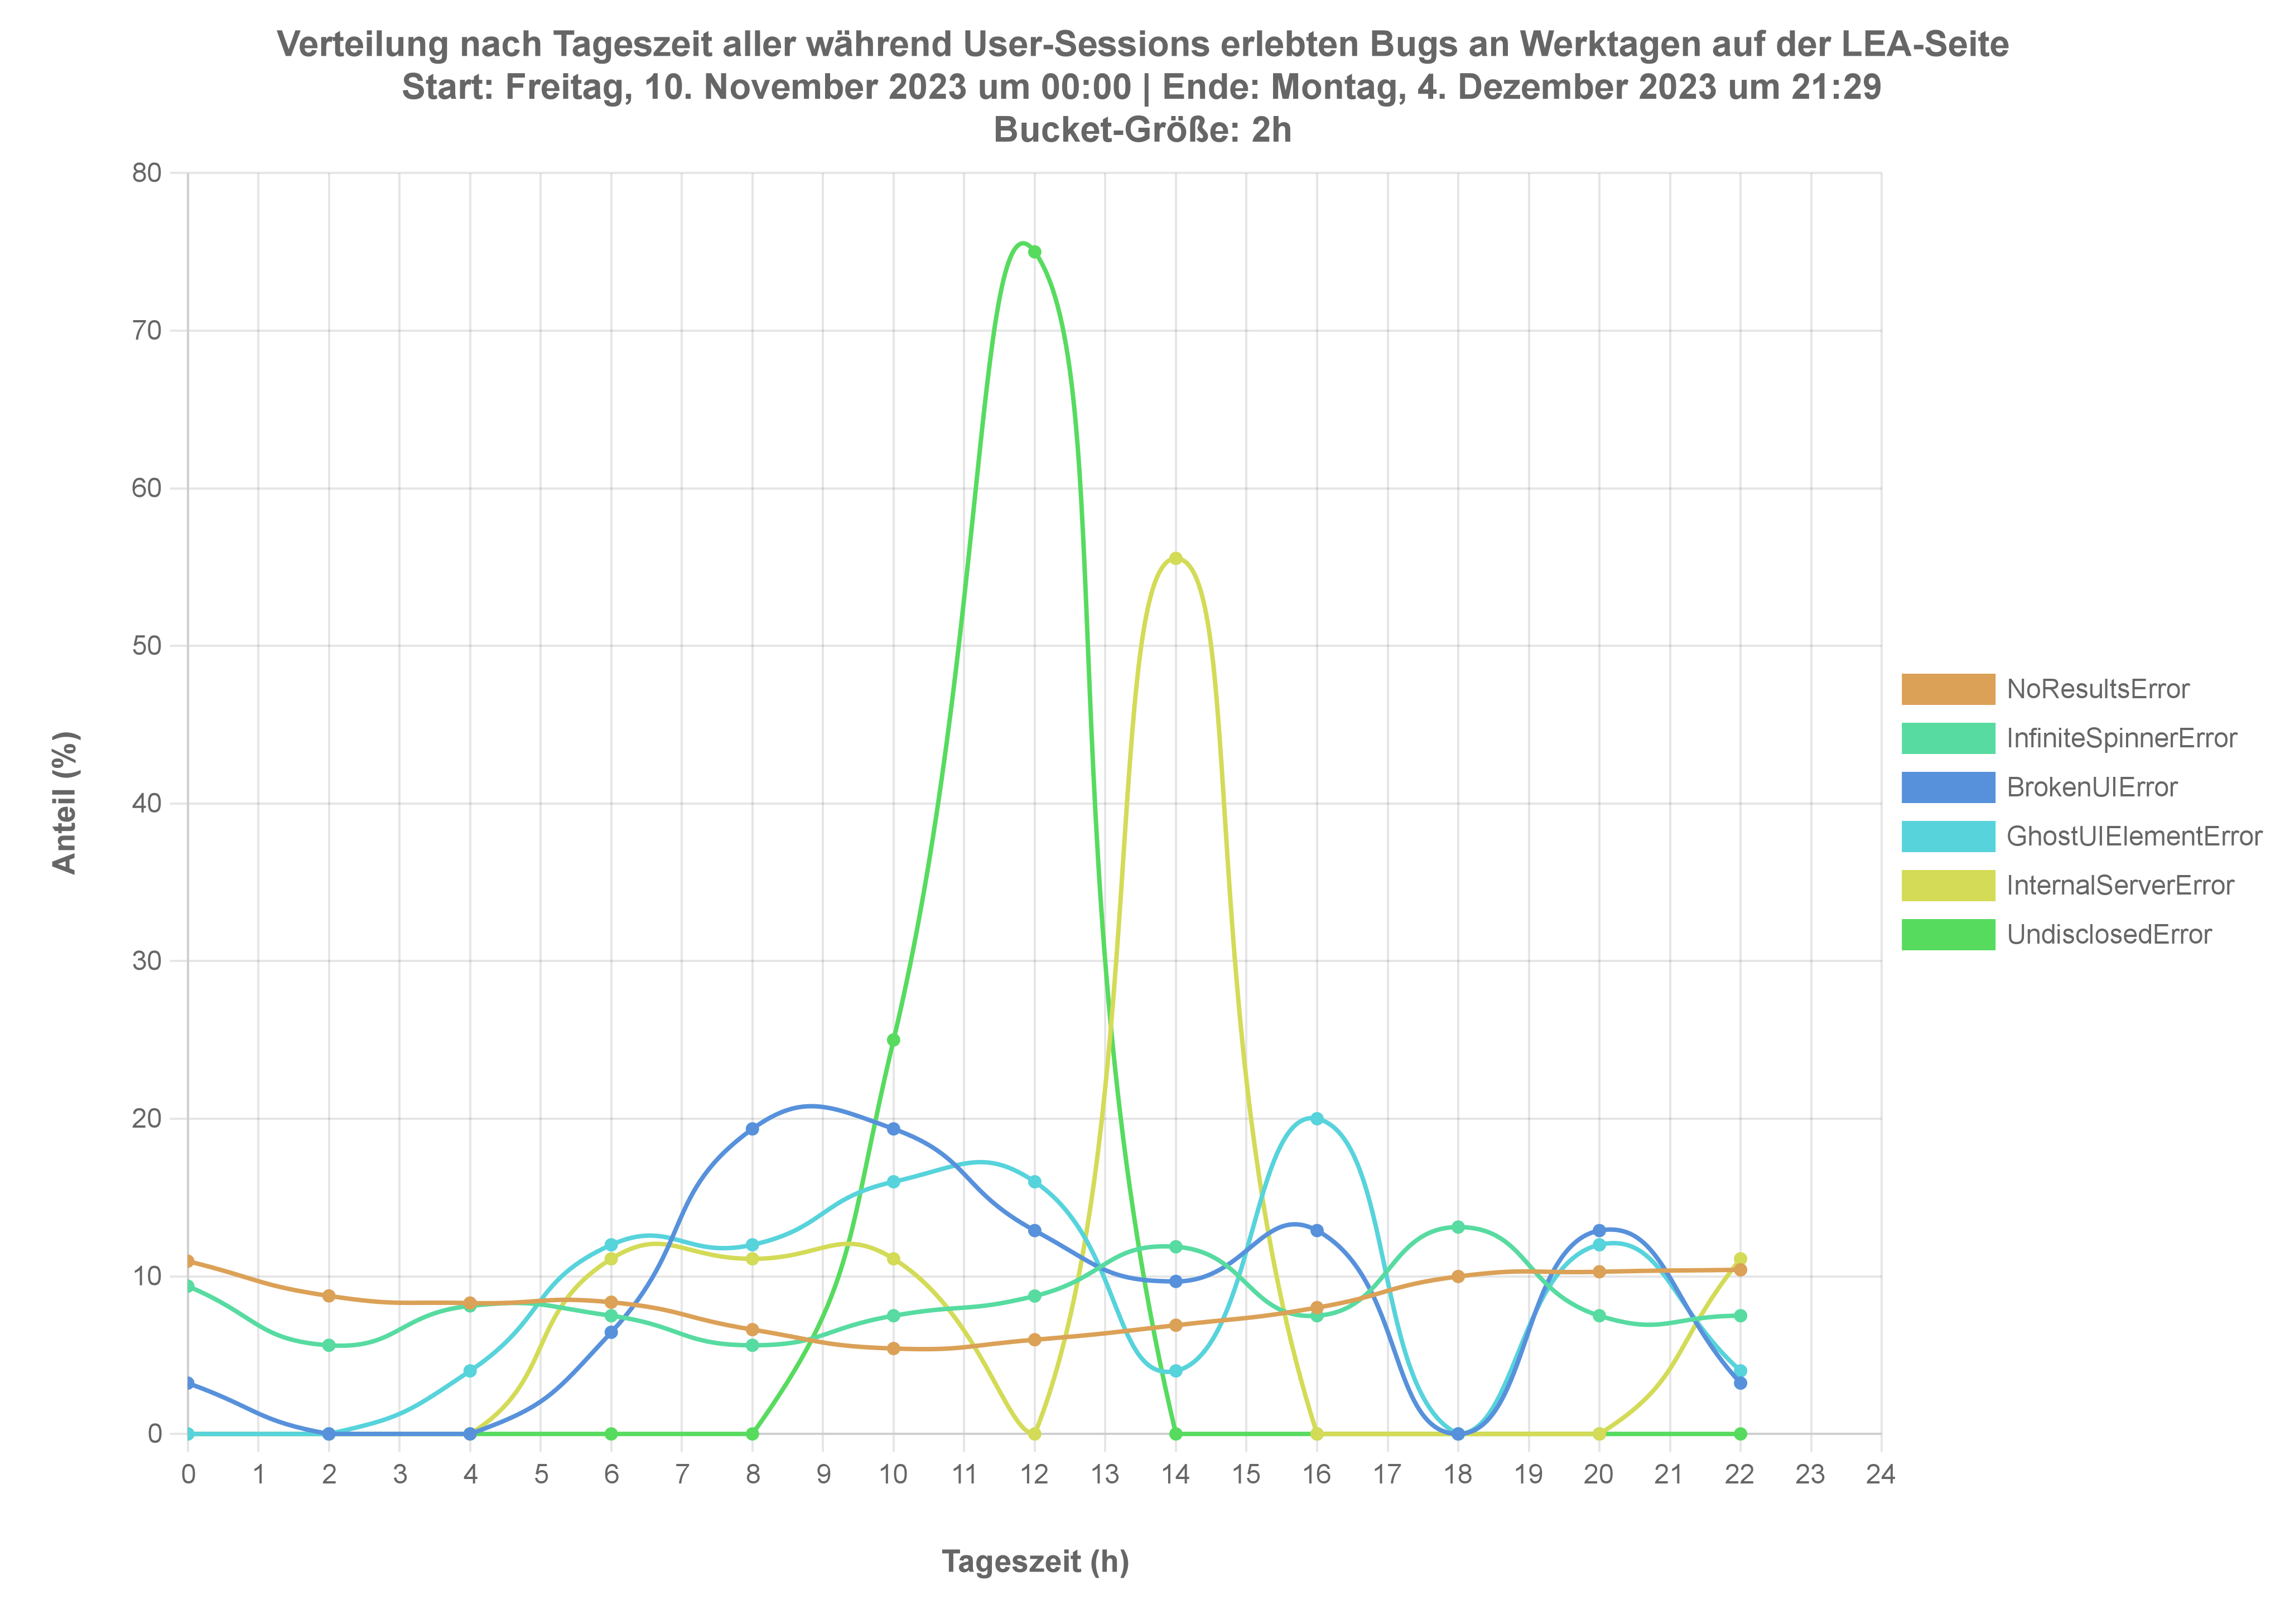 Verteilung nach Tageszeit aller während User-Sessions erlebten Bugs an Werktagen auf der LEA-Seite
Start: Freitag, 10. November 2023 um 00:00 | Ende: Montag, 4. Dezember 2023 um 21:29
Bucket-Größe: 2h
80
70
60
50
40
30
20
10
0
Anteil (%)
0 1 2 3 4 5 6 7 8 9 10 11 12 13 14 15 16 17 18 19 20 21 22 23 24
Tageszeit (h)
NoResultsError
InfiniteSpinnerError
BrokenUIError
GhostUIElementError
InternalServerError
UndisclosedError